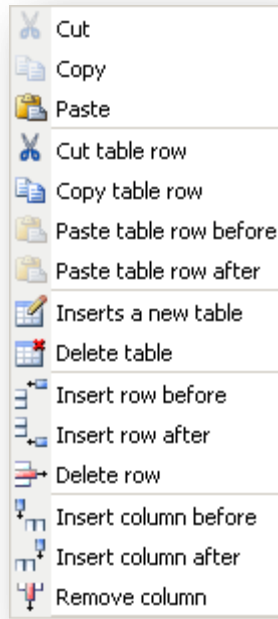 Cut
Copy
Paste
Cut table row
Copy table row
Paste table row before
Paste table row after
Inserts a new table
Delete table
Insert row before
Insert row after
Delete row
Insert column before
Insert column after
Remove column